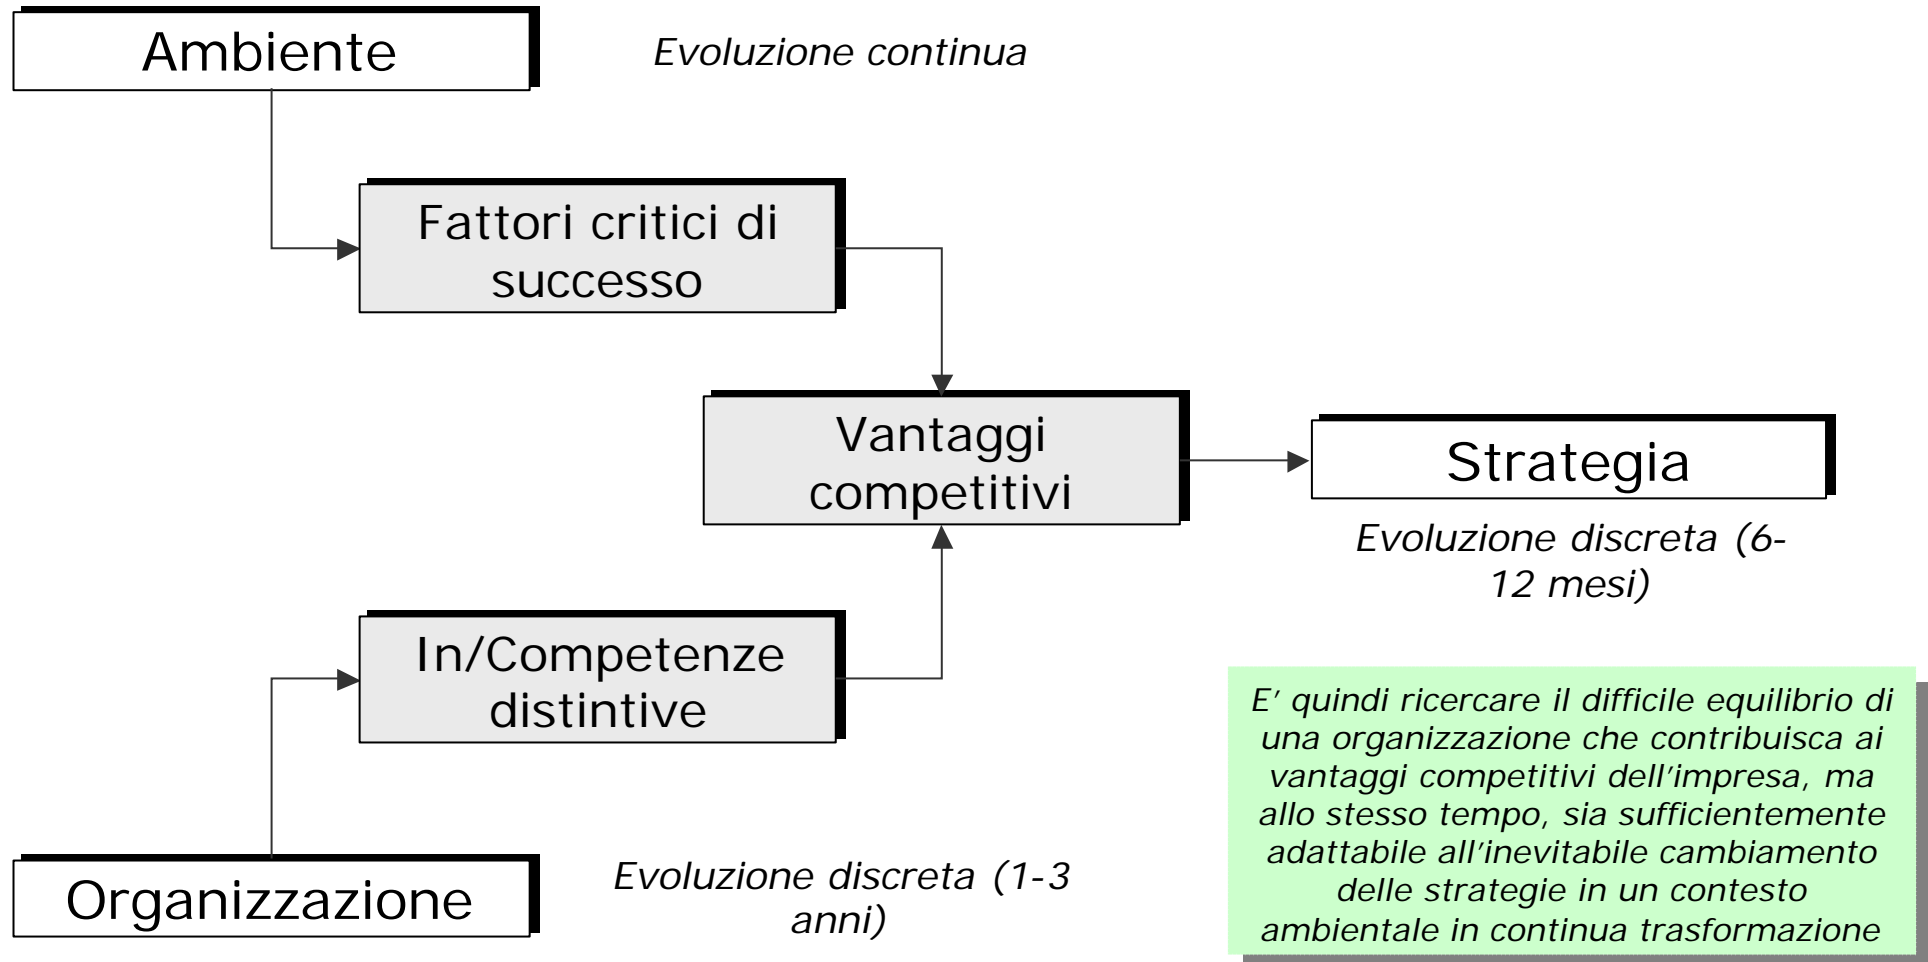 Ambiente
Evoluzione continua
Fattori critici di
successo
Vantaggi
competitivi
Strategia
Evoluzione discreta (6-
12 mesi)
In/Competenze
distintive
Organizzazione
Evoluzione discreta (1-3
anni)
E’ quindi ricercare il difficile equilibrio di
una organizzazione che contribuisca ai
vantaggi competitivi dell’impresa, ma
allo stesso tempo, sia sufficientemente
adattabile all’inevitabile cambiamento
delle strategie in un contesto
ambientale in continua trasformazione